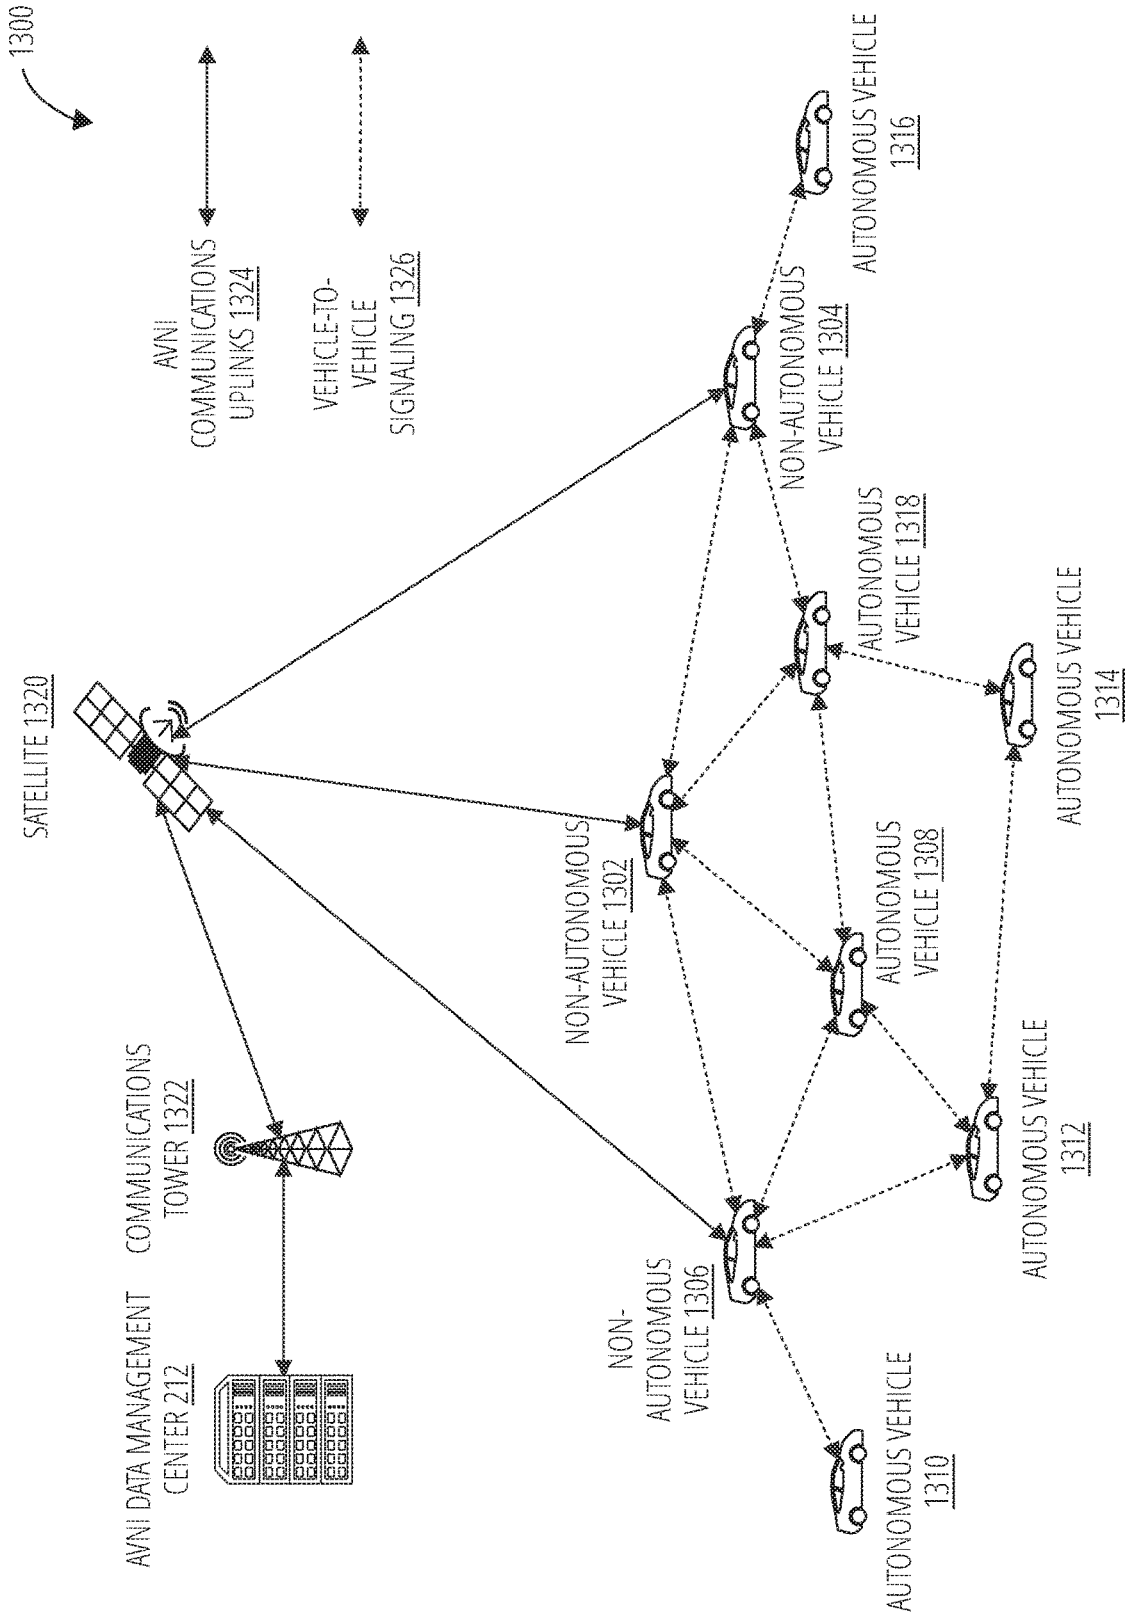 1300
SATELLITE 1320
AVNI
COMMUNICATIONS
UPLINKS 1324
VEHICLE-TO-
VEHICLE
SIGNALING 1326
AVNI DATA MANAGEMENT
CENTER 212
COMMUNICATIONS
TOWER 1322
NON-AUTONOMOUS
VEHICLE 1302
NON-
AUTONOMOUS
VEHICLE 1306
NON-AUTONOMOUS
VEHICLE 1304
AUTONOMOUS VEHICLE
1316
AUTONOMOUS
VEHICLE 1318
AUTONOMOUS
VEHICLE 1308
AUTONOMOUS VEHICLE
1310
AUTONOMOUS VEHICLE
1312
AUTONOMOUS VEHICLE
1314